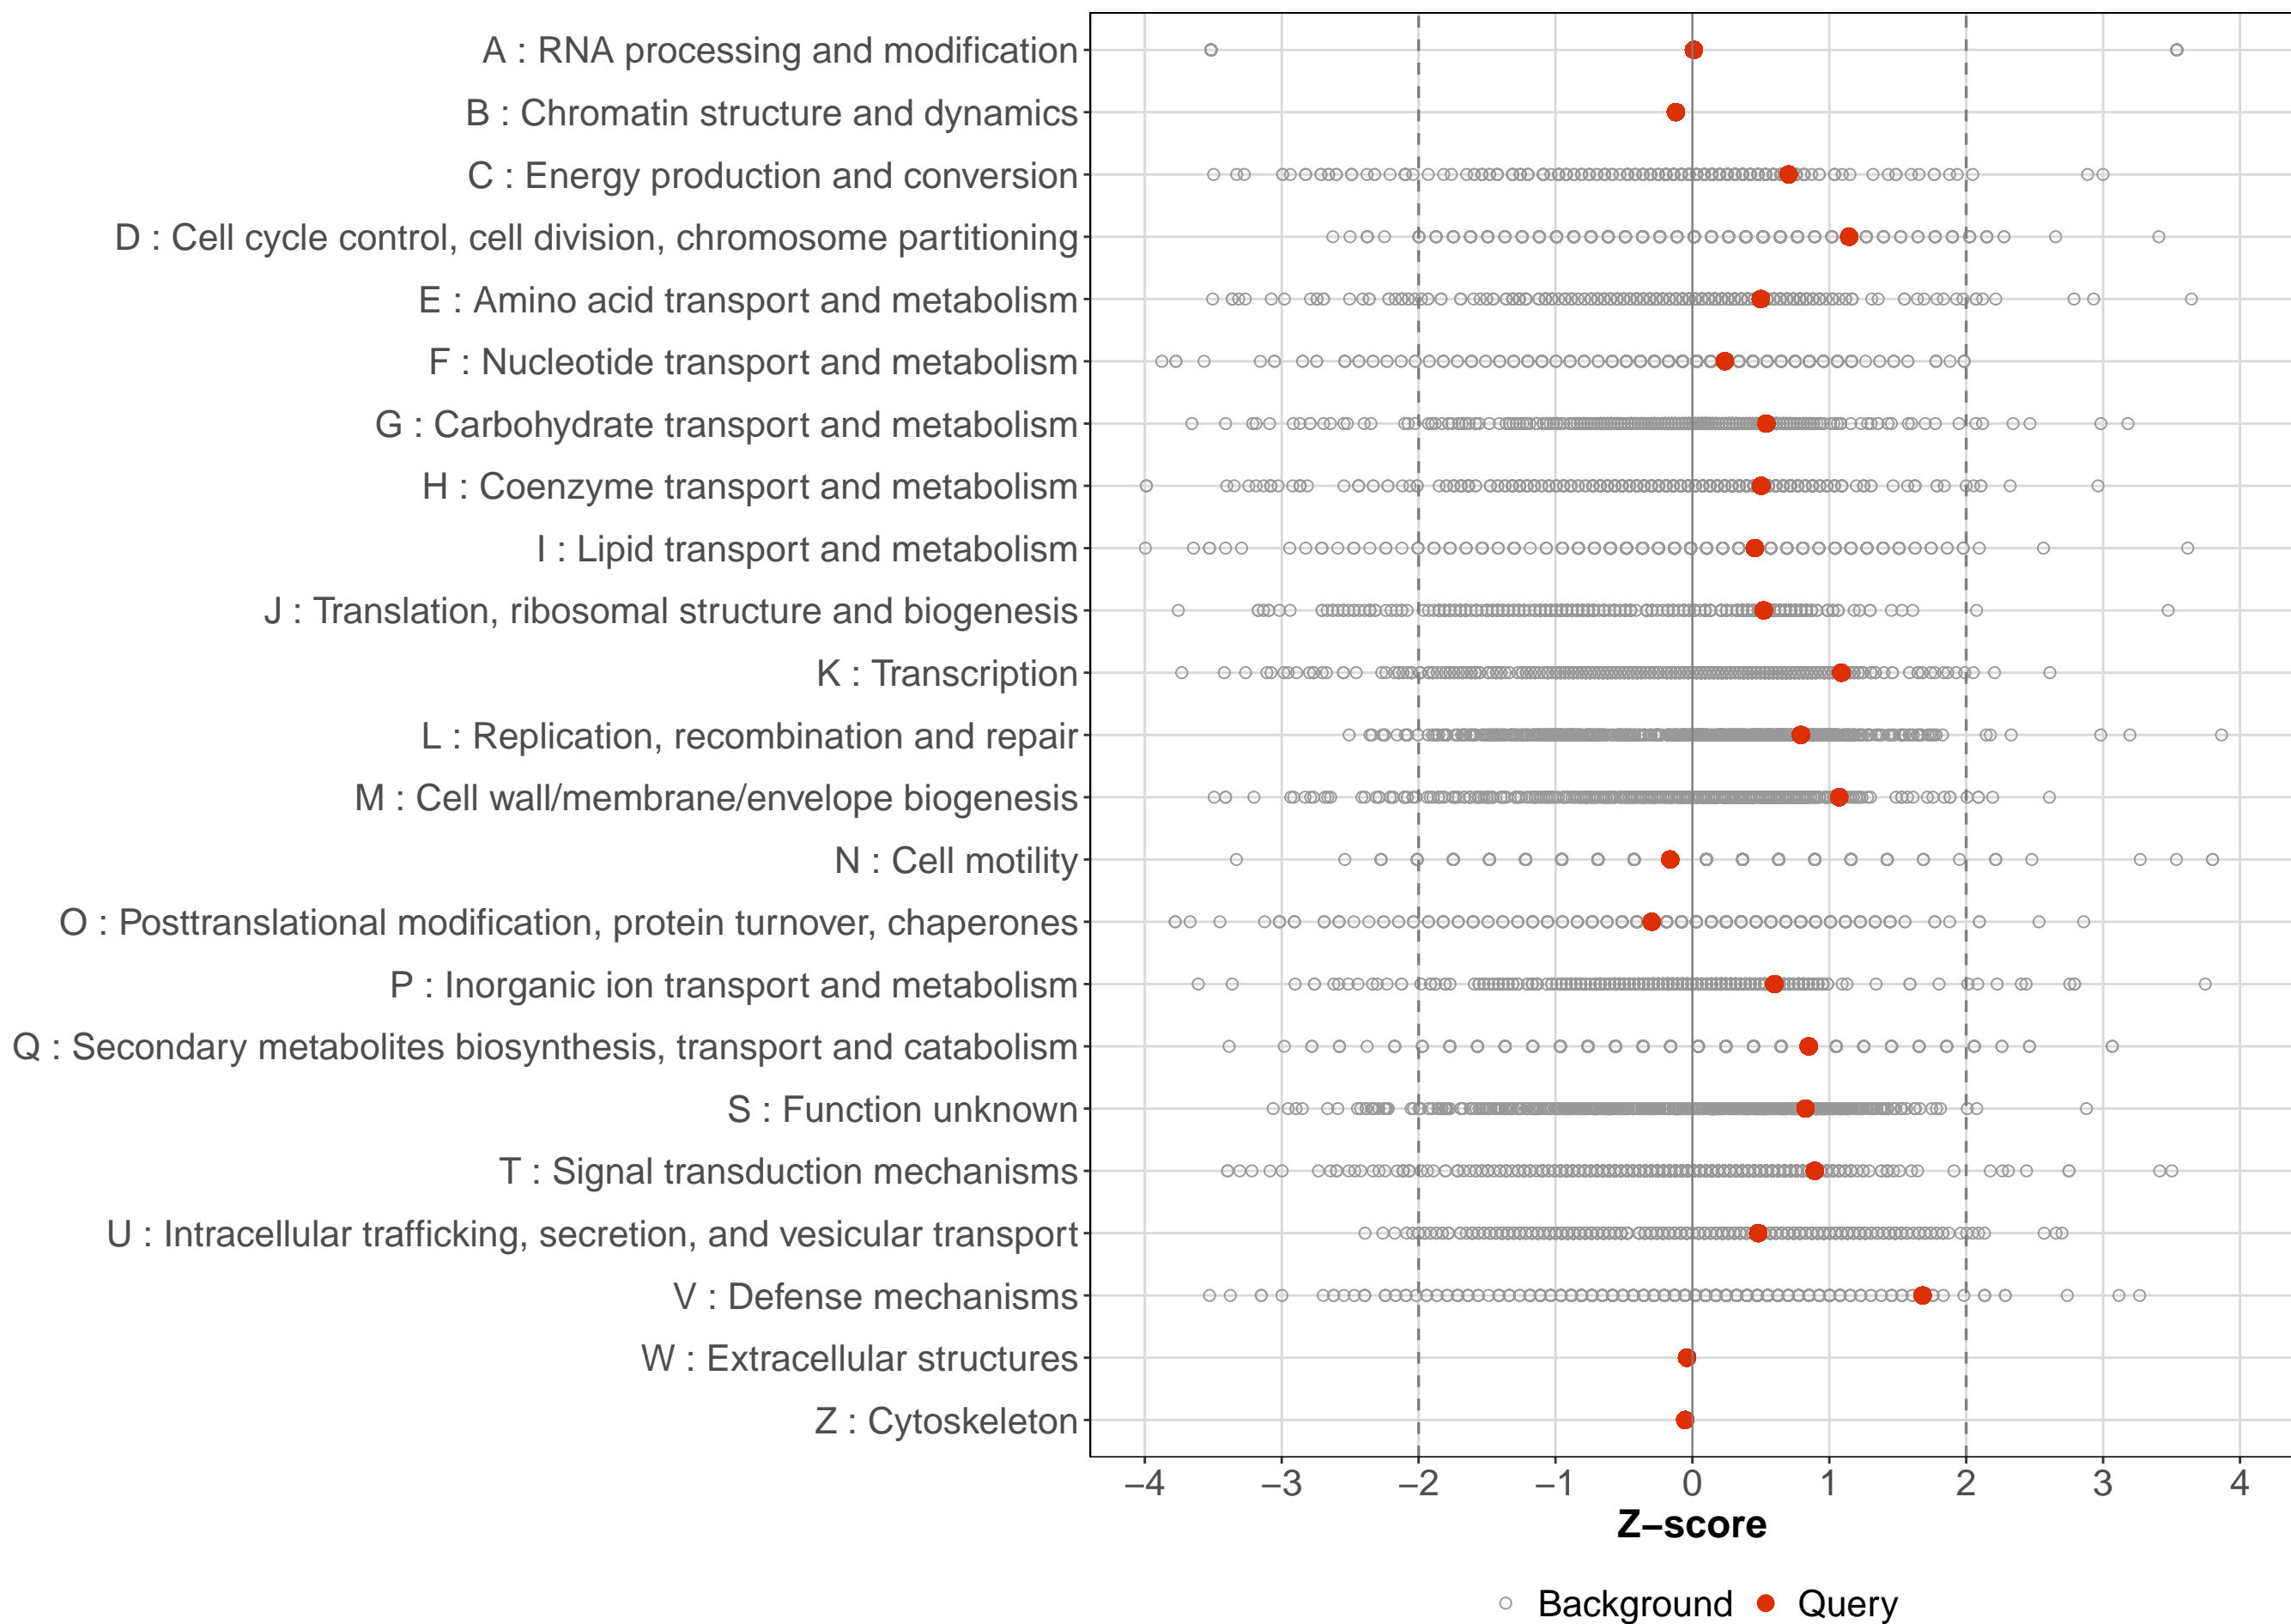 A : RNA processing and modification
B : Chromatin structure and dynamics
C : Energy production and conversion
D : Cell cycle control, cell division, chromosome partitioning
E : Amino acid transport and metabolism
F : Nucleotide transport and metabolism
G : Carbohydrate transport and metabolism
H : Coenzyme transport and metabolism
I : Lipid transport and metabolism
J : Translation, ribosomal structure and biogenesis
K : Transcription
L : Replication, recombination and repair
M : Cell wall/membrane/envelope biogenesis
N : Cell motility
O : Posttranslational modification, protein turnover, chaperones
P : Inorganic ion transport and metabolism
Q : Secondary metabolites biosynthesis, transport and catabolism
S : Function unknown
T : Signal transduction mechanisms
U : Intracellular trafficking, secretion, and vesicular transport
V : Defense mechanisms
W : Extracellular structures
Z : Cytoskeleton
−4 −3 −2 −1 0 1 2 3 4
Z−score
Background Query